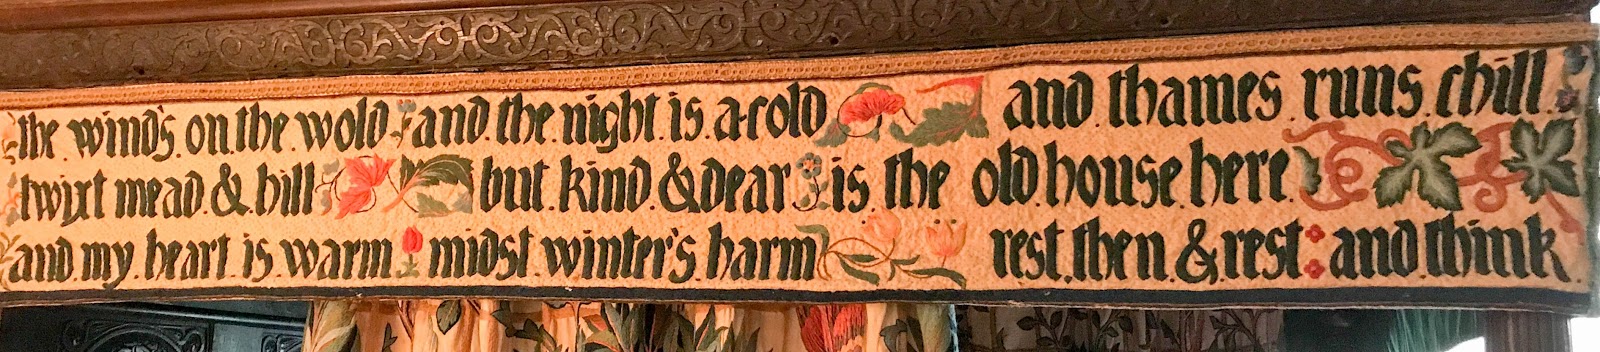 the wind's on the wold and the night is a-cold and thames runs chill
twixt mead & hill but kind & dear is the old house here
and my heart is warm midst winter's harm rest then & rest and think